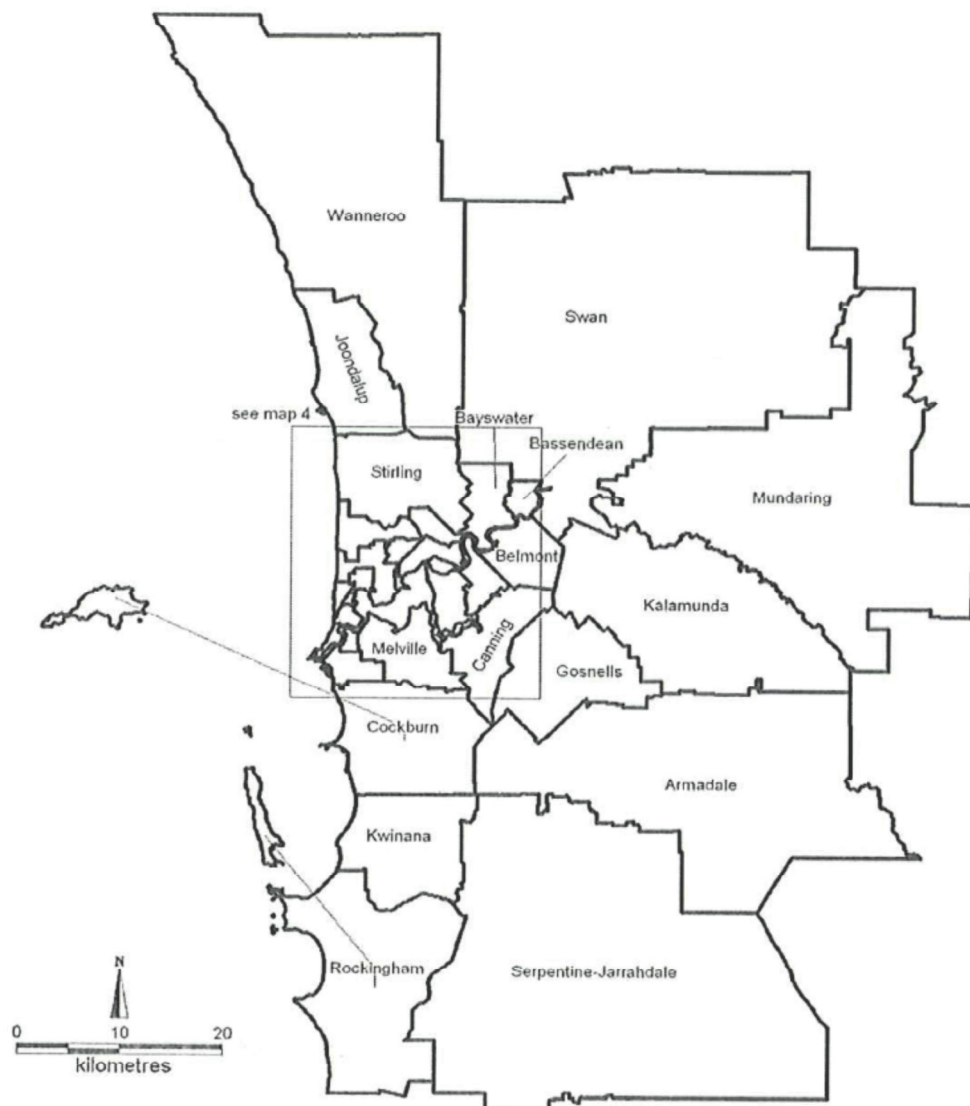 Wanneroo
Swan
Joondalup
see map 4
Bayswater
Bassendean
Stirling
Mundaring
Belmont
Kalamunda
Melville
Canning
Gosnells
Cockburn
Armadale
Kwinana
Rockingham
Serpentine-Jarrahdale
N
0 10 20
kilometres